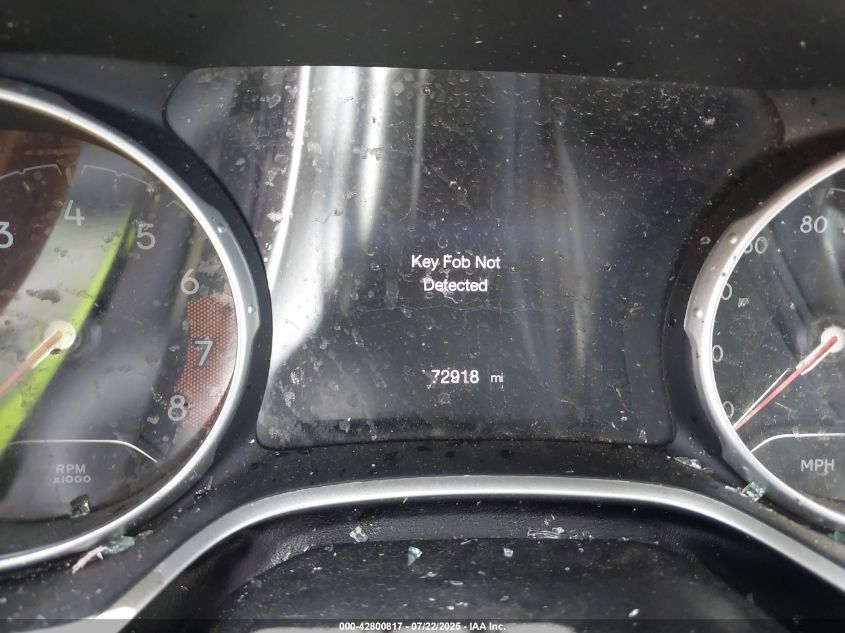 3
4
5
6
7
8
RPM
x1000
Key Fob Not
Detected
72918 mi
80
MPH
000-42800817 - 07/22/2025 - IAA Inc.